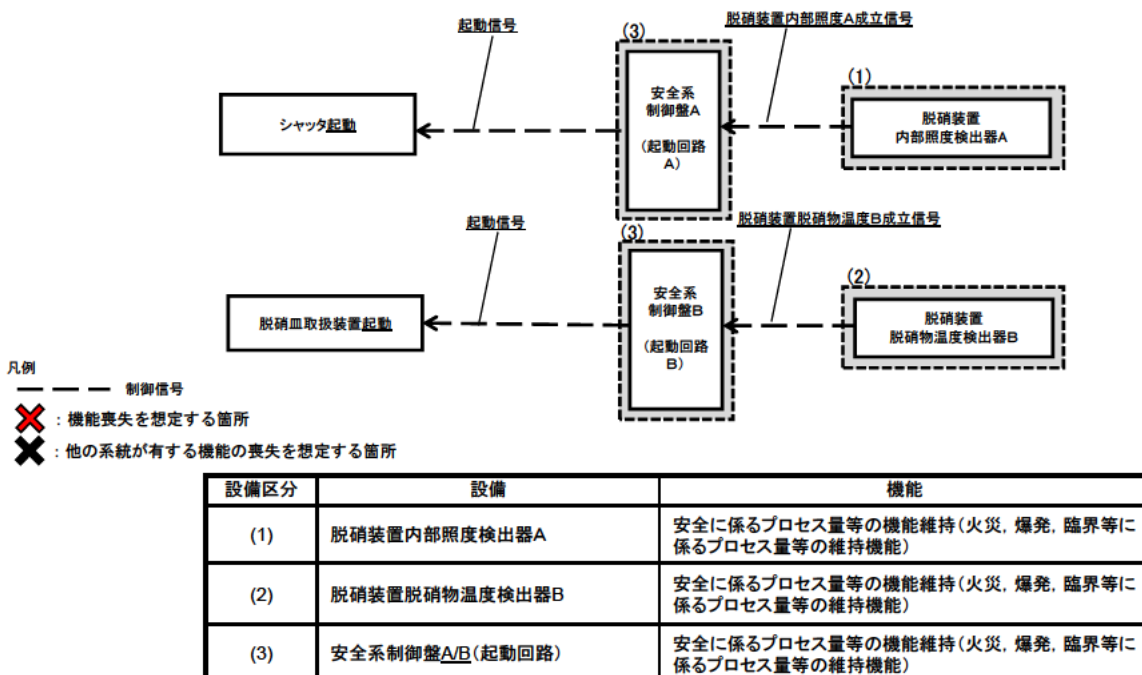 起動信号
(3)
脱硝装置内部照度A成立信号
(1)
シャッタ起動
安全系
制御盤A
(起動回路
A)
脱硝装置
内部照度検出器A
起動信号
(3)
脱硝装置脱硝物温度B成立信号
(2)
脱硝皿取扱装置起動
安全系
制御盤B
(起動回路
B)
脱硝装置
脱硝物温度検出器B
凡例
制御信号
：機能喪失を想定する箇所
：他の系統が有する機能の喪失を想定する箇所
設備区分 設備 機能
(1) 脱硝装置内部照度検出器A 安全に係るプロセス量等の機能維持(火災, 爆発, 臨界等に
係るプロセス量等の維持機能)
(2) 脱硝装置脱硝物温度検出器B 安全に係るプロセス量等の機能維持(火災, 爆発, 臨界等に
係るプロセス量等の維持機能)
(3) 安全系制御盤A/B(起動回路) 安全に係るプロセス量等の機能維持(火災, 爆発, 臨界等に
係るプロセス量等の維持機能)